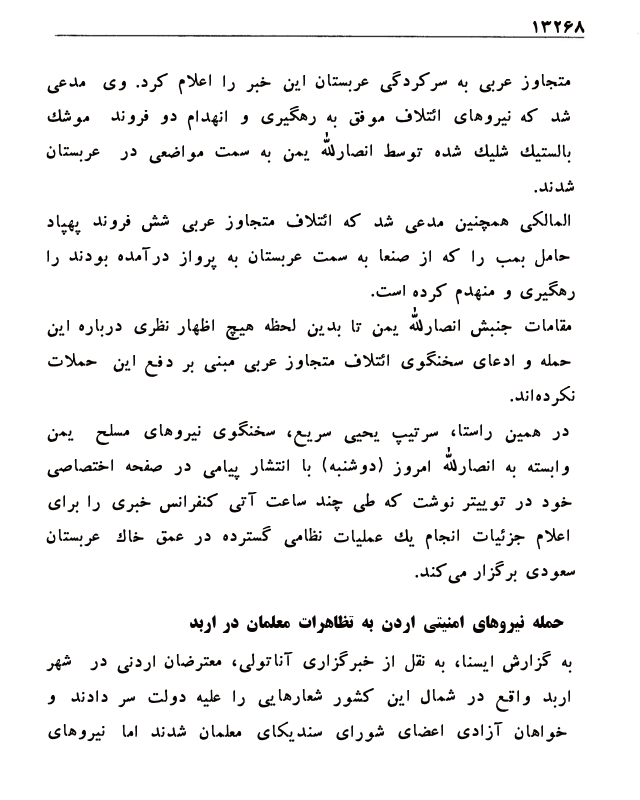 ۱۳۲۶۸
متجاوز عربی به سرکردگی عربستان این خبر را اعلام کرد. وی مدعی
شد که نیروهای ائتلاف موفق به رهگیری و انهدام دو فروند موشك
بالستیك شلیك شده توسط انصارالله یمن به سمت مواضعی در عربستان
شدند.
المالکی همچنین مدعی شد که ائتلاف متجاوز عربی شش فروند پهپاد
حامل بمب را که از صنعا به سمت عربستان به پرواز درآمده بودند را
رهگیری و منهدم کرده است.
مقامات جنبش انصارالله یمن تا بدین لحظه هیچ اظهار نظری درباره این
حمله و ادعای سخنگوی ائتلاف متجاوز عربی مبنی بر دفع این حملات
نکرده‌اند.
در همین راستا، سرتیپ یحیی سریع، سخنگوی نیروهای مسلح یمن
وابسته به انصارالله امروز (دوشنبه) با انتشار پیامی در صفحه اختصاصی
خود در توییتر نوشت که طی چند ساعت آتی کنفرانس خبری را برای
اعلام جزئیات انجام یك عملیات نظامی گسترده در عمق خاك عربستان
سعودی برگزار می‌کند.
حمله نیروهای امنیتی اردن به تظاهرات معلمان در اربد
به گزارش ایسنا، به نقل از خبرگزاری آناتولی، معترضان اردنی در شهر
اربد واقع در شمال این کشور شعارهایی را علیه دولت سر دادند و
خواهان آزادی اعضای شورای سندیکای معلمان شدند اما نیروهای